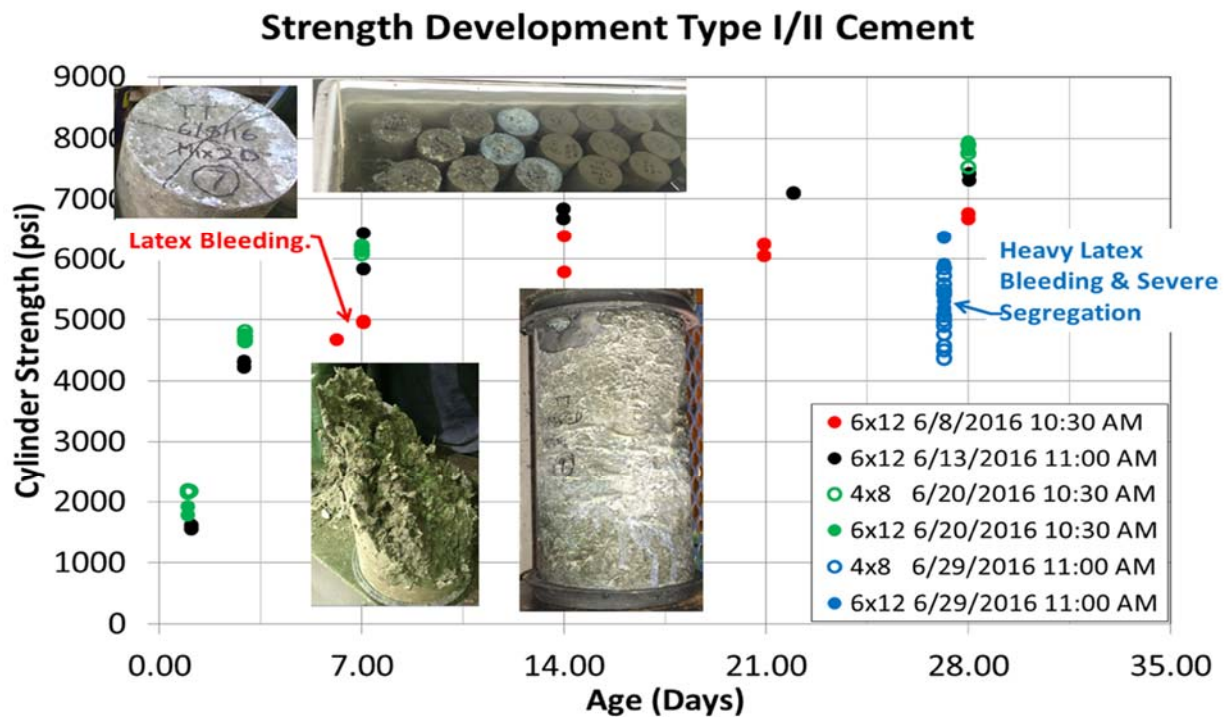 Strength Development Type I/II Cement
Cylinder Strength (psi)
9000
8000
7000
6000
5000
4000
3000
2000
1000
0
TT
6/8/16
Mix 2D
7
Latex Bleeding.
Heavy Latex
Bleeding & Severe
Segregation
6x12 6/8/2016 10:30 AM
6x12 6/13/2016 11:00 AM
4x8 6/20/2016 10:30 AM
6x12 6/20/2016 10:30 AM
4x8 6/29/2016 11:00 AM
6x12 6/29/2016 11:00 AM
0.00 7.00 14.00 21.00 28.00 35.00
Age (Days)